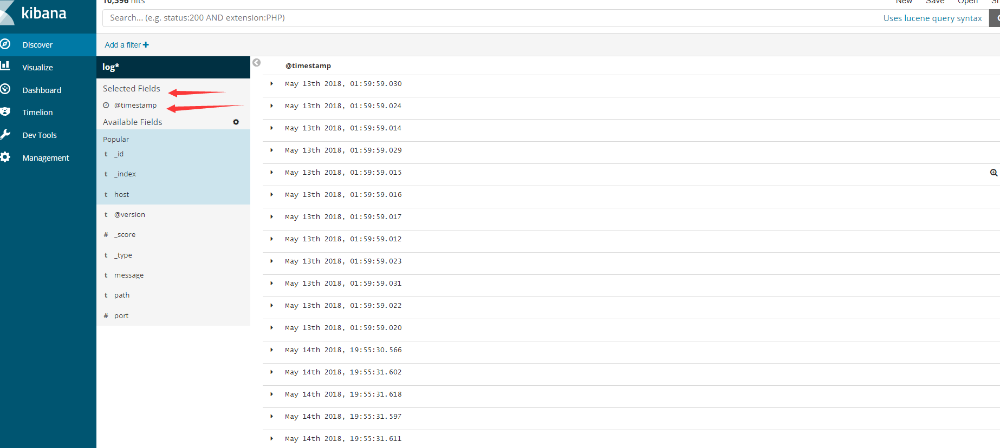 10,396 hits
New Save Open
kibana
Search... (e.g. status:200 AND extension:PHP)
Uses lucene query syntax
Discover
Visualize
Dashboard
Timelion
Dev Tools
Management
Add a filter +
log*
Selected Fields
@timestamp
Available Fields
Popular
t _id
t _index
t host
t @version
# _score
t _type
t message
t path
# port
@timestamp
May 13th 2018, 01:59:59.030
May 13th 2018, 01:59:59.024
May 13th 2018, 01:59:59.014
May 13th 2018, 01:59:59.029
May 13th 2018, 01:59:59.015
May 13th 2018, 01:59:59.016
May 13th 2018, 01:59:59.017
May 13th 2018, 01:59:59.012
May 13th 2018, 01:59:59.023
May 13th 2018, 01:59:59.031
May 13th 2018, 01:59:59.022
May 13th 2018, 01:59:59.020
May 14th 2018, 19:55:30.566
May 14th 2018, 19:55:31.602
May 14th 2018, 19:55:31.618
May 14th 2018, 19:55:31.597
May 14th 2018, 19:55:31.611